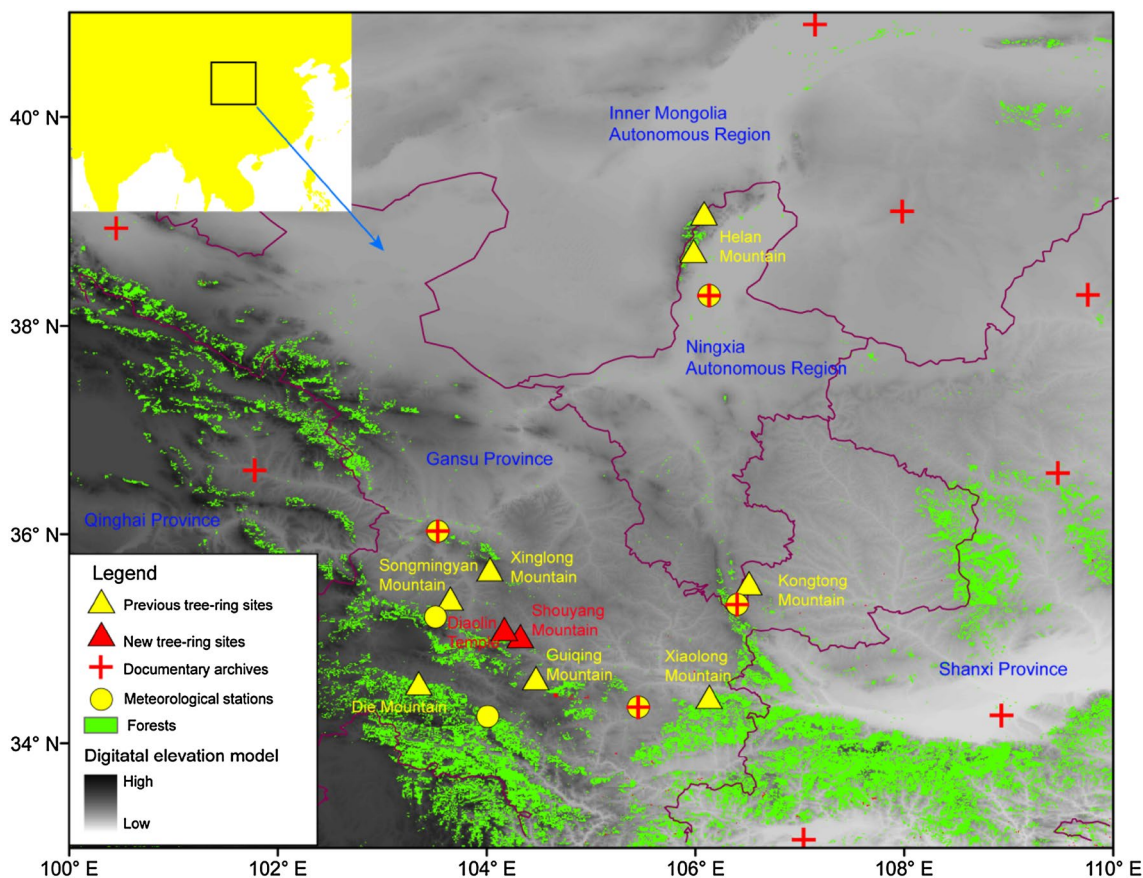 40° N
38° N
36° N
34° N
100° E
102° E
104° E
106° E
108° E
110° E
Inner Mongolia
Autonomous Region
Helan
Mountain
Ningxia
Autonomous Region
Gansu Province
Qinghai Province
Songmingyan
Mountain
Xinglong
Mountain
Kongtong
Mountain
Diaolin
Temple
Shouyang
Mountain
Guiqing
Mountain
Xiaolong
Mountain
Die Mountain
Shanxi Province
Legend
Previous tree-ring sites
New tree-ring sites
Documentary archives
Meteorological stations
Forests
Digitatal elevation model
High
Low